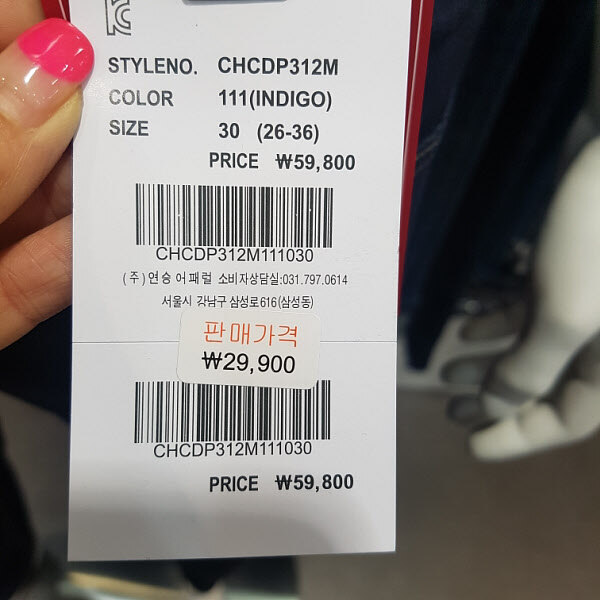 STYLENO. CHCDP312M
COLOR 111(INDIGO)
SIZE 30 (26-36)
PRICE ₩59,800
CHCDP312M111030
(주)연승어패럴 소비자상담실:031.797.0614
서울시 강남구 삼성로616(삼성동)
판매가격
₩29,900
CHCDP312M111030
PRICE ₩59,800